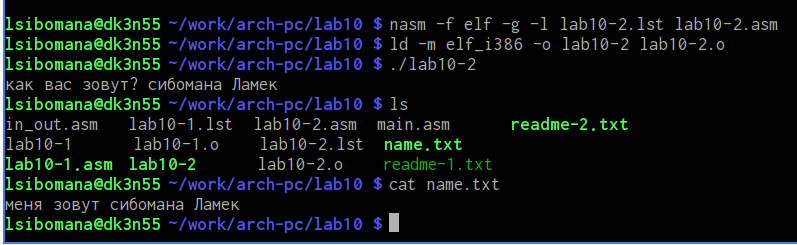 lsibomana@dk3n55 ~/work/arch-pc/lab10 $ nasm -f elf -g -l lab10-2.lst lab10-2.asm
lsibomana@dk3n55 ~/work/arch-pc/lab10 $ ld -m elf_i386 -o lab10-2 lab10-2.o
lsibomana@dk3n55 ~/work/arch-pc/lab10 $ ./lab10-2
как вас зовут? сибомана Ламек
lsibomana@dk3n55 ~/work/arch-pc/lab10 $ ls
in_out.asm lab10-1.lst lab10-2.asm main.asm readme-2.txt
lab10-1 lab10-1.o lab10-2.lst name.txt
lab10-1.asm lab10-2 lab10-2.o readme-1.txt
lsibomana@dk3n55 ~/work/arch-pc/lab10 $ cat name.txt
меня зовут сибомана Ламек
lsibomana@dk3n55 ~/work/arch-pc/lab10 $